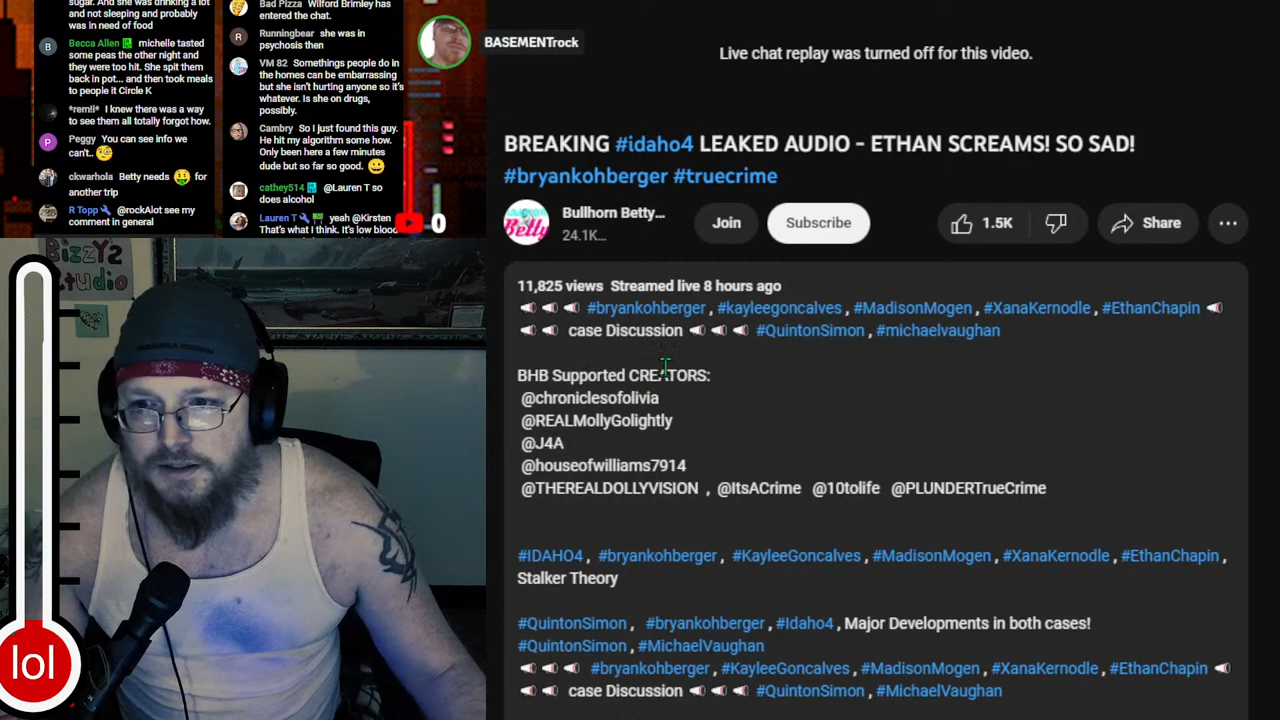 sugar. And she was drinking a lot
and not sleeping and probably
was in need of food
Becca Allen michelle tasted
some peas the other night and
they were too hit. She spit them
back in pot... and then took meals
to people it Circle K
*remi!i I knew there was a way
to see them all totally forgot how.
Peggy You can see info we
can't..
ckwarhola Betty needs 🤑 for
another trip
R Topp @rockAlot see my
comment in general
Bad Pizza Wilford Brimley has
entered the chat.
Runningbear she was in
psychosis then
VM 82 Somethings people do in
the homes can be embarrassing
but she isn't hurting anyone so it's
whatever. Is she on drugs,
possibly.
Cambry So I just found this guy.
He hit my algorithm some how.
Only been here a few minutes
dude but so far so good. 😀
cathey514 @Lauren T so
does alcohol
Lauren T yeah @Kirsten
That's what I think. It's low blood
0
BASEMENTrock
BizzY'S
Studio
lol
Live chat replay was turned off for this video.
BREAKING #idaho4 LEAKED AUDIO - ETHAN SCREAMS! SO SAD!
#bryankohberger #truecrime
Betty
Bullhorn Betty...
24.1K...
Join
Subscribe
1.5K
Share
11,825 views Streamed live 8 hours ago
📢 📢 📢 #bryankohberger , #kayleegoncalves , #MadisonMogen , #XanaKernodle , #EthanChapin 📢
📢 📢 case Discussion 📢 📢 📢 #QuintonSimon , #michaelvaughan
BHB Supported CREATORS:
@chroniclesofolivia
@REALMollyGolightly
@J4A
@houseofwilliams7914
@THEREALDOLLYVISION , @ItsACrime @10tolife @PLUNDERTrueCrime
#IDAHO4 , #bryankohberger , #KayleeGoncalves , #MadisonMogen , #XanaKernodle , #EthanChapin ,
Stalker Theory
#QuintonSimon , #bryankohberger , #Idaho4 , Major Developments in both cases!
#QuintonSimon , #MichaelVaughan
📢 📢 📢 #bryankohberger , #KayleeGoncalves , #MadisonMogen , #XanaKernodle , #EthanChapin 📢
📢 📢 case Discussion 📢 📢 📢 #QuintonSimon , #MichaelVaughan